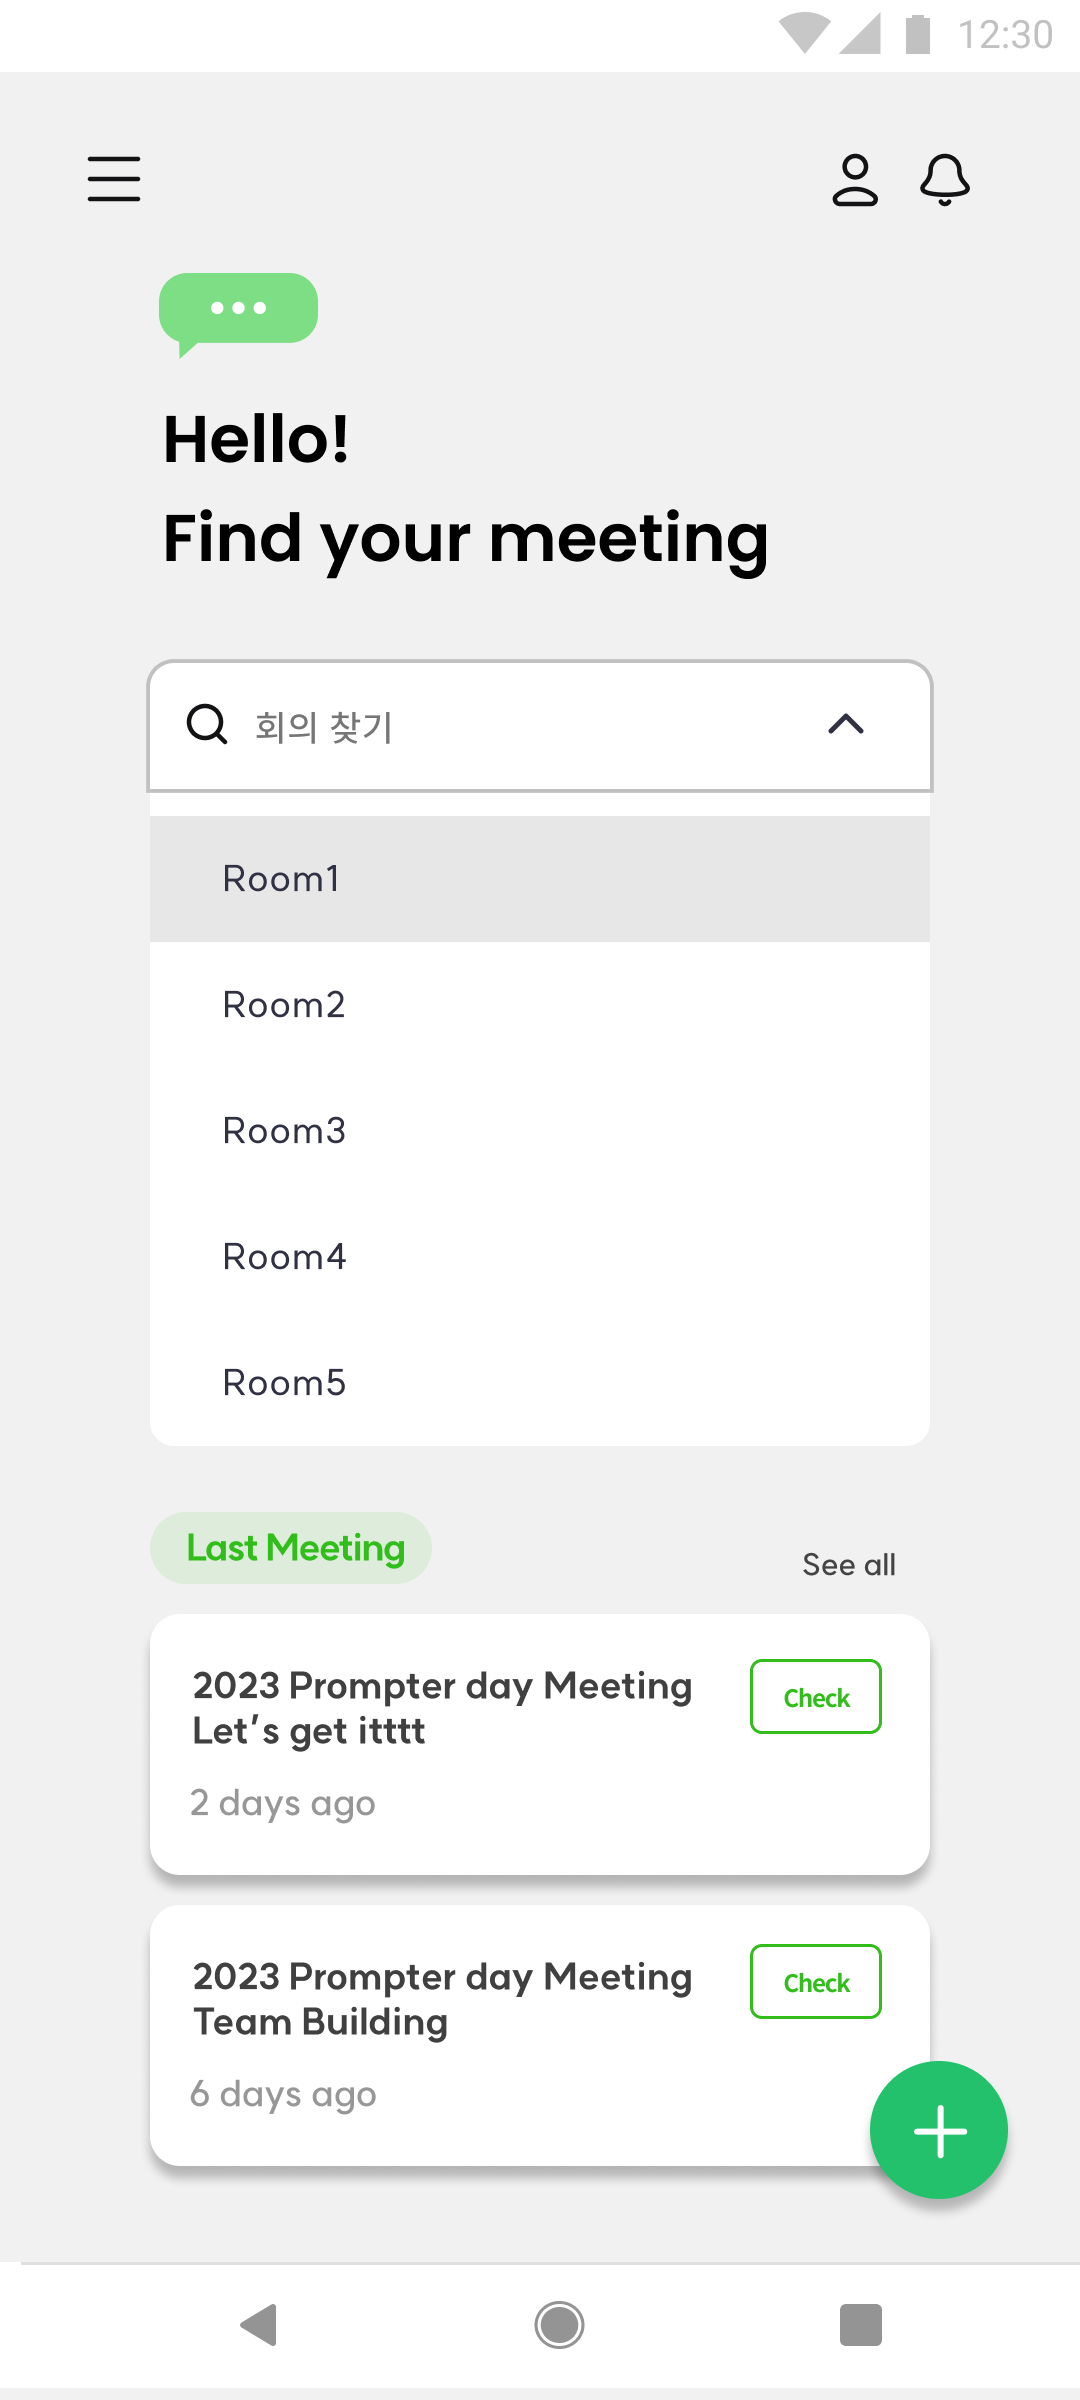 12:30
Hello!
Find your meeting
회의 찾기
Room1
Room2
Room3
Room4
Room5
Last Meeting
See all
2023 Prompter day Meeting
Let’s get itttt
Check
2 days ago
2023 Prompter day Meeting
Team Building
Check
6 days ago